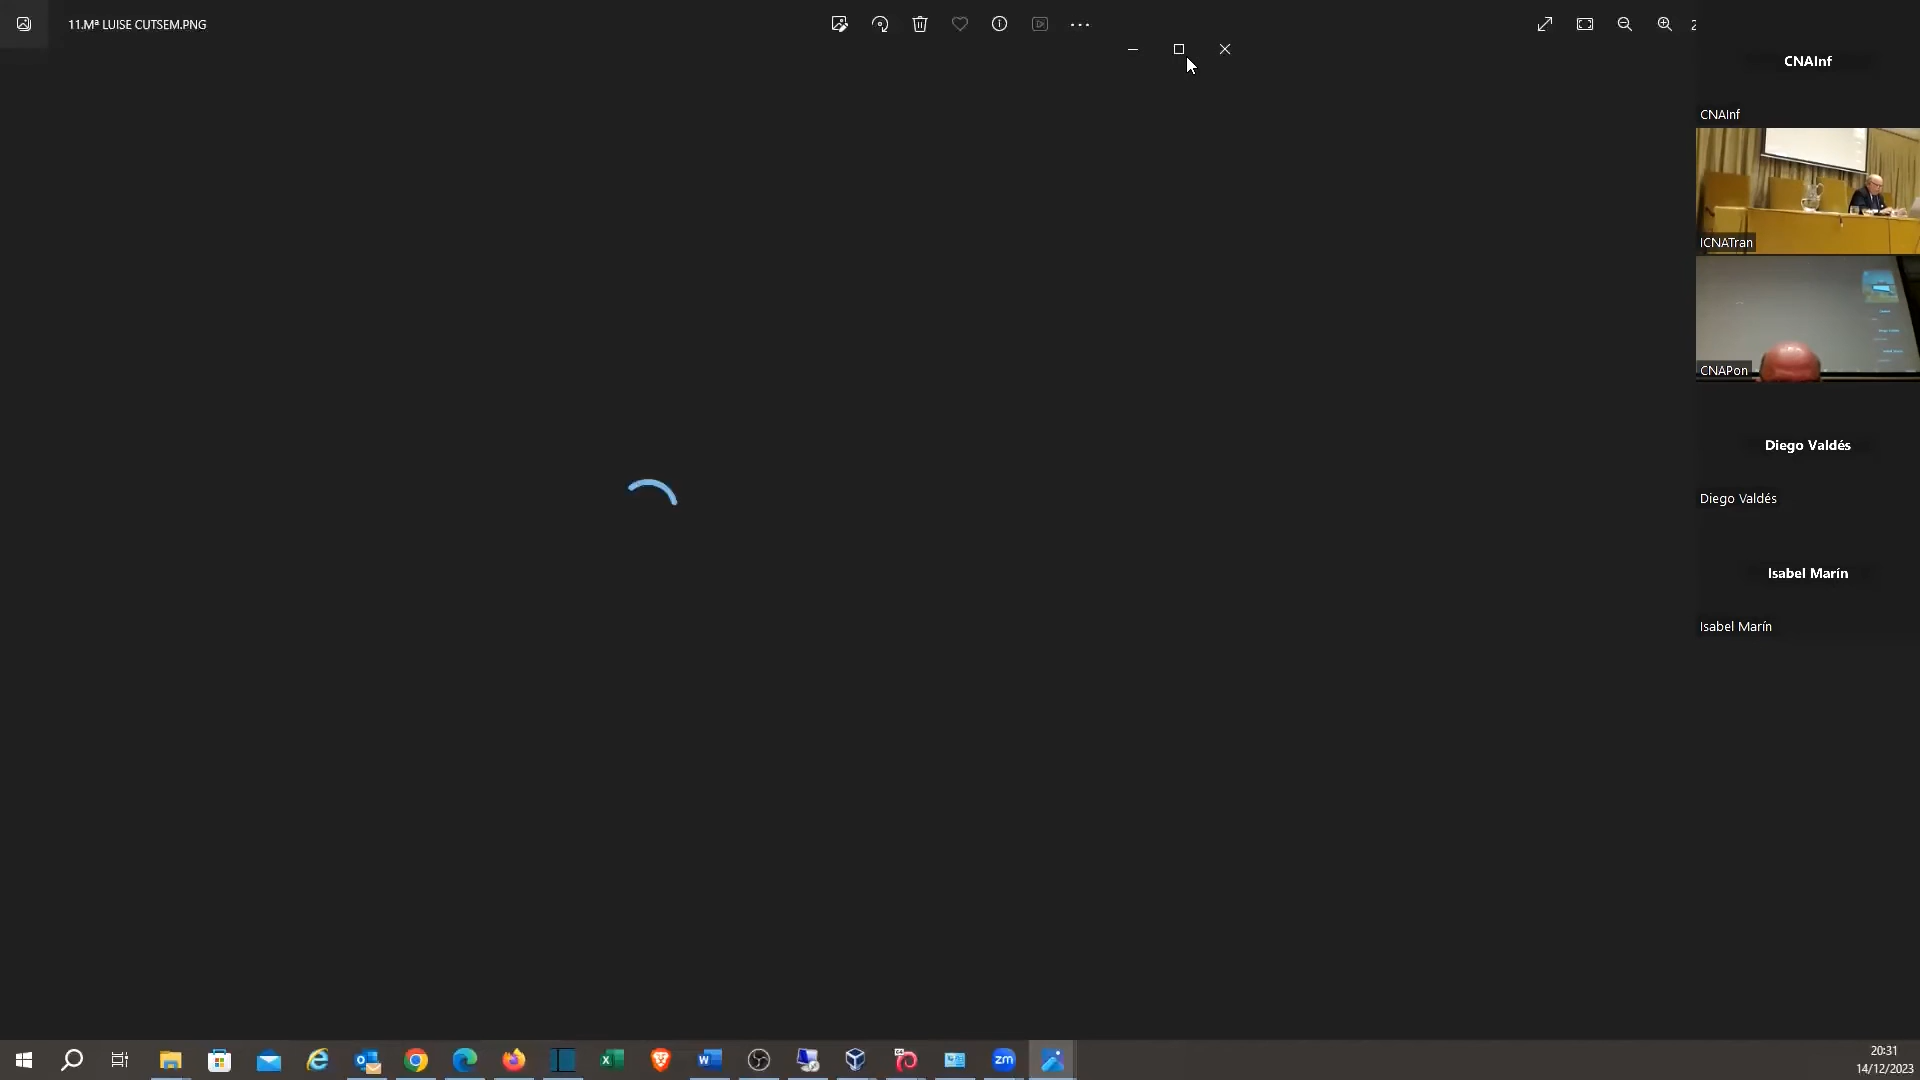 11.Mª LUISE CUTSEM.PNG
CNAInf
CNAInf
ICNATran
CNAPon
Diego Valdés
Diego Valdés
Isabel Marín
Isabel Marín
zm
20:31
14/12/2023